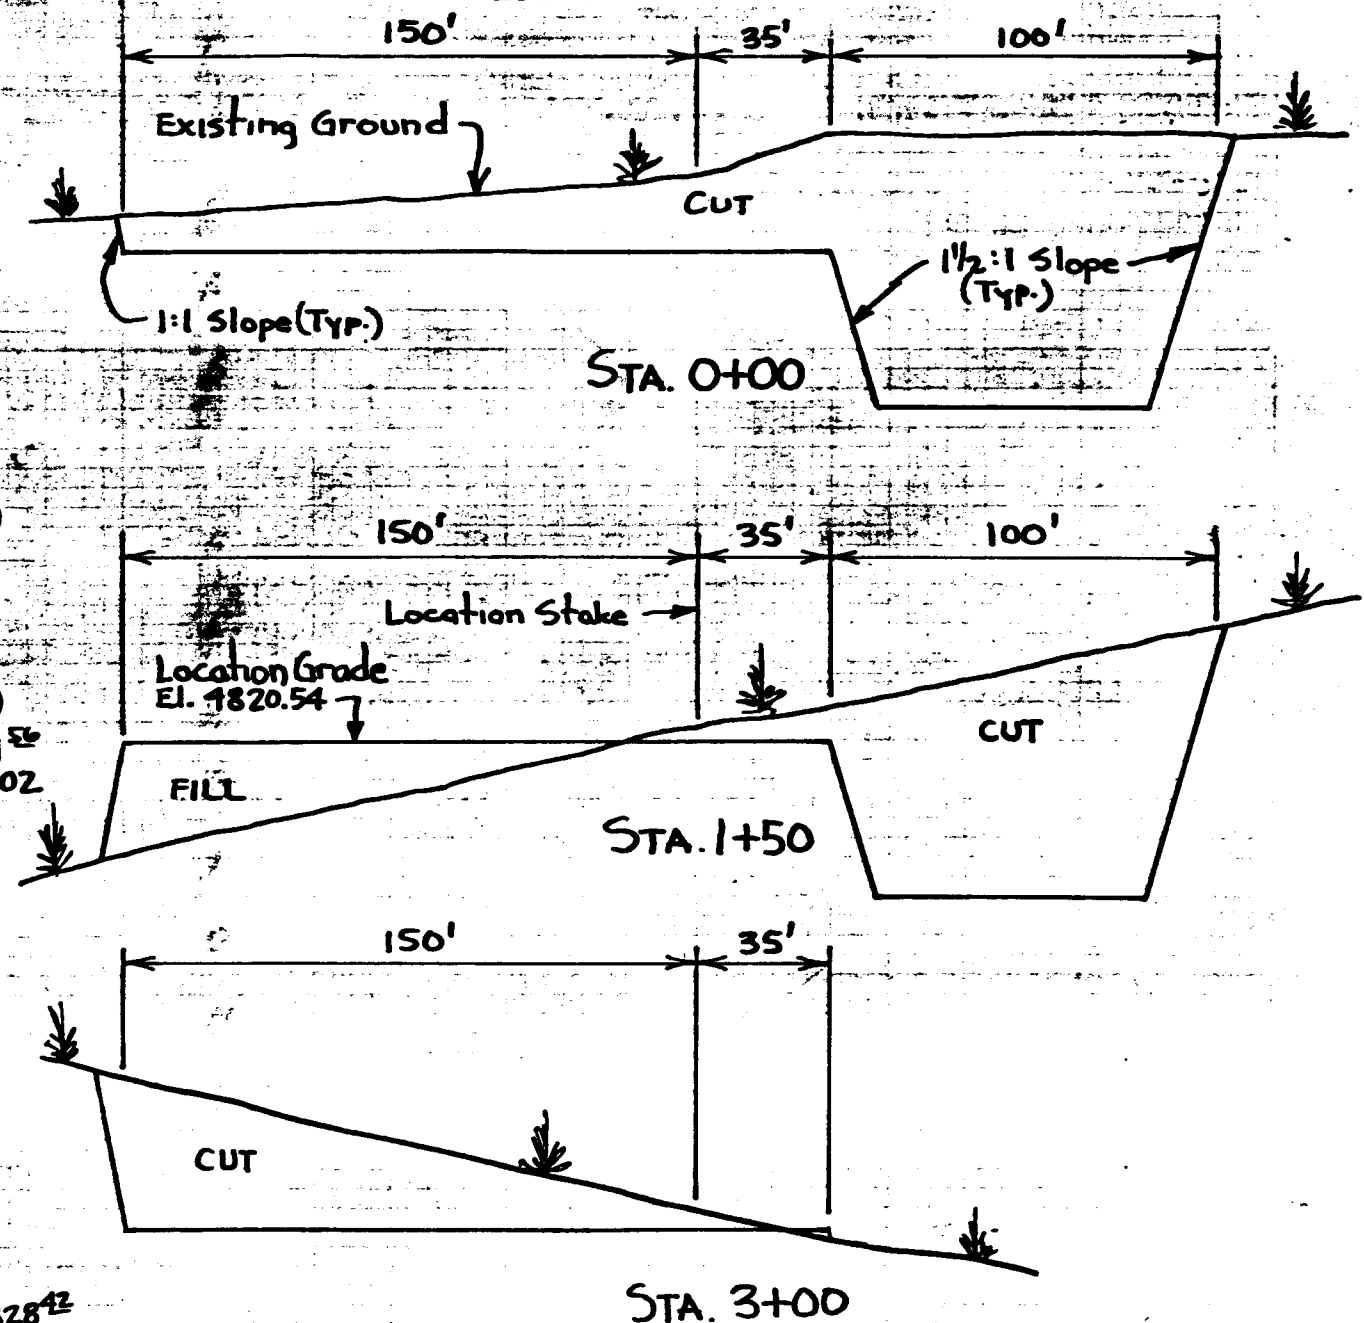 150' 35' 100'
Existing Ground
CUT
1½:1 Slope
(Typ.)
1:1 Slope (Typ.)
STA. 0+00
150' 35' 100'
Location Stake
Location Grade
El. 4820.54
56
CUT
02
FILL
STA. 1+50
150' 35'
CUT
STA. 3+00